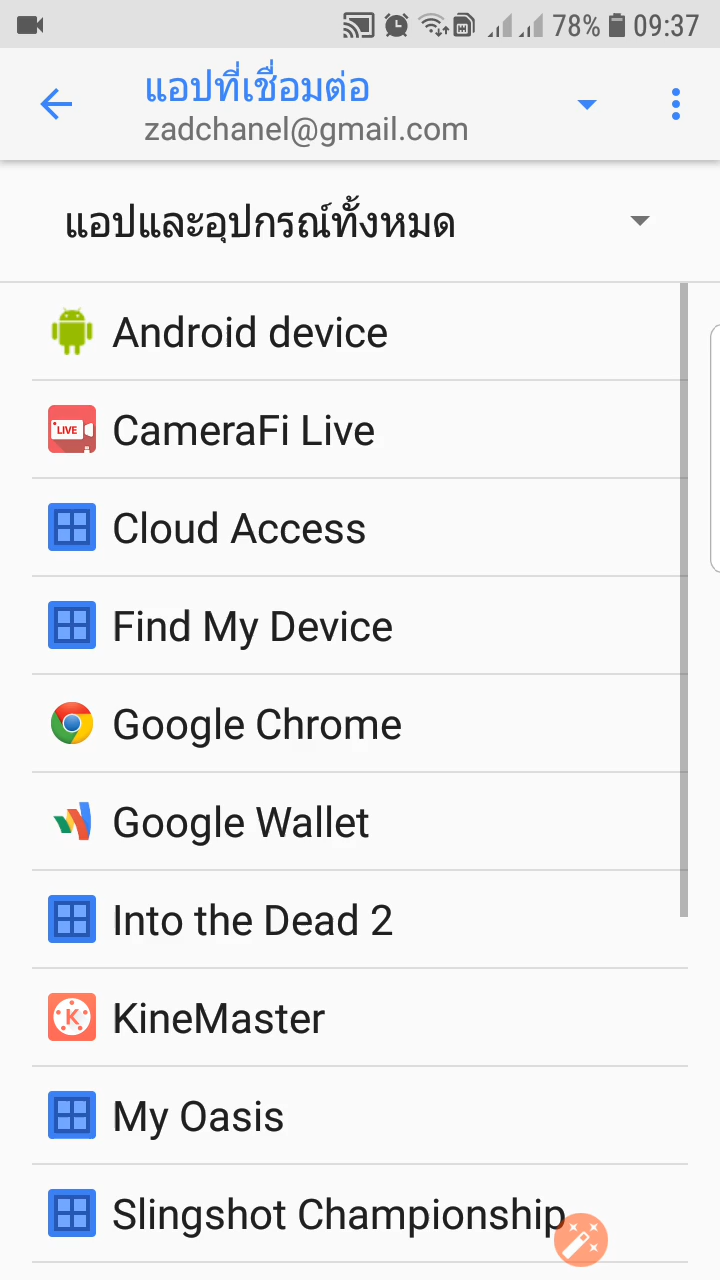 78% 09:37
แอปที่เชื่อมต่อ
zadchanel@gmail.com
แอปและอุปกรณ์ทั้งหมด
Android device
LIVE CameraFi Live
Cloud Access
Find My Device
Google Chrome
Google Wallet
Into the Dead 2
K KineMaster
My Oasis
Slingshot Championship